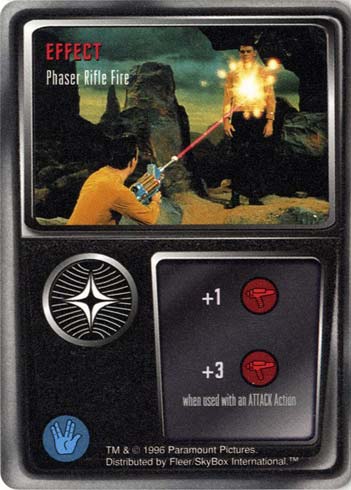 EFFECT
Phaser Rifle Fire
+1
+3
when used with an ATTACK Action
TM & © 1996 Paramount Pictures.
Distributed by Fleer/SkyBox International.™